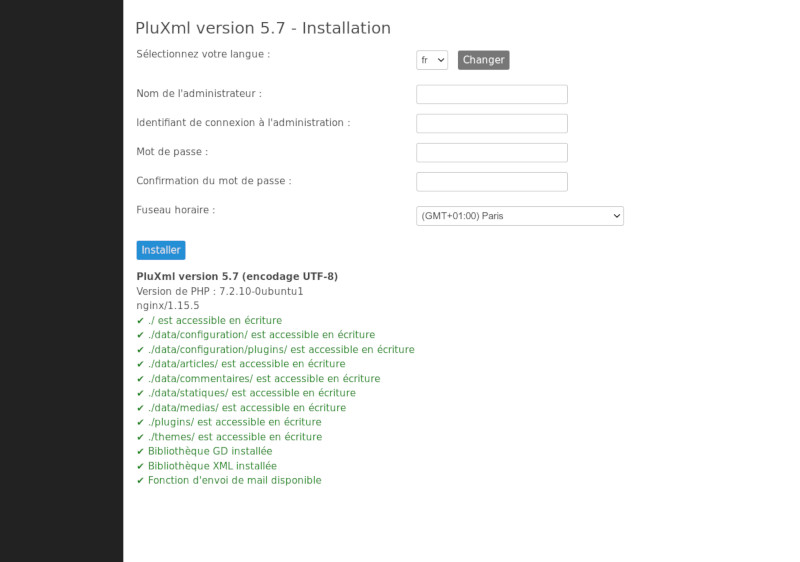 PluXml version 5.7 - Installation
Sélectionnez votre langue :
fr
Changer
Nom de l'administrateur :
Identifiant de connexion à l'administration :
Mot de passe :
Confirmation du mot de passe :
Fuseau horaire :
(GMT+01:00) Paris
Installer
PluXml version 5.7 (encodage UTF-8)
Version de PHP : 7.2.10-0ubuntu1
nginx/1.15.5
✔ ./ est accessible en écriture
✔ ./data/configuration/ est accessible en écriture
✔ ./data/configuration/plugins/ est accessible en écriture
✔ ./data/articles/ est accessible en écriture
✔ ./data/commentaires/ est accessible en écriture
✔ ./data/statiques/ est accessible en écriture
✔ ./data/medias/ est accessible en écriture
✔ ./plugins/ est accessible en écriture
✔ ./themes/ est accessible en écriture
✔ Bibliothèque GD installée
✔ Bibliothèque XML installée
✔ Fonction d'envoi de mail disponible